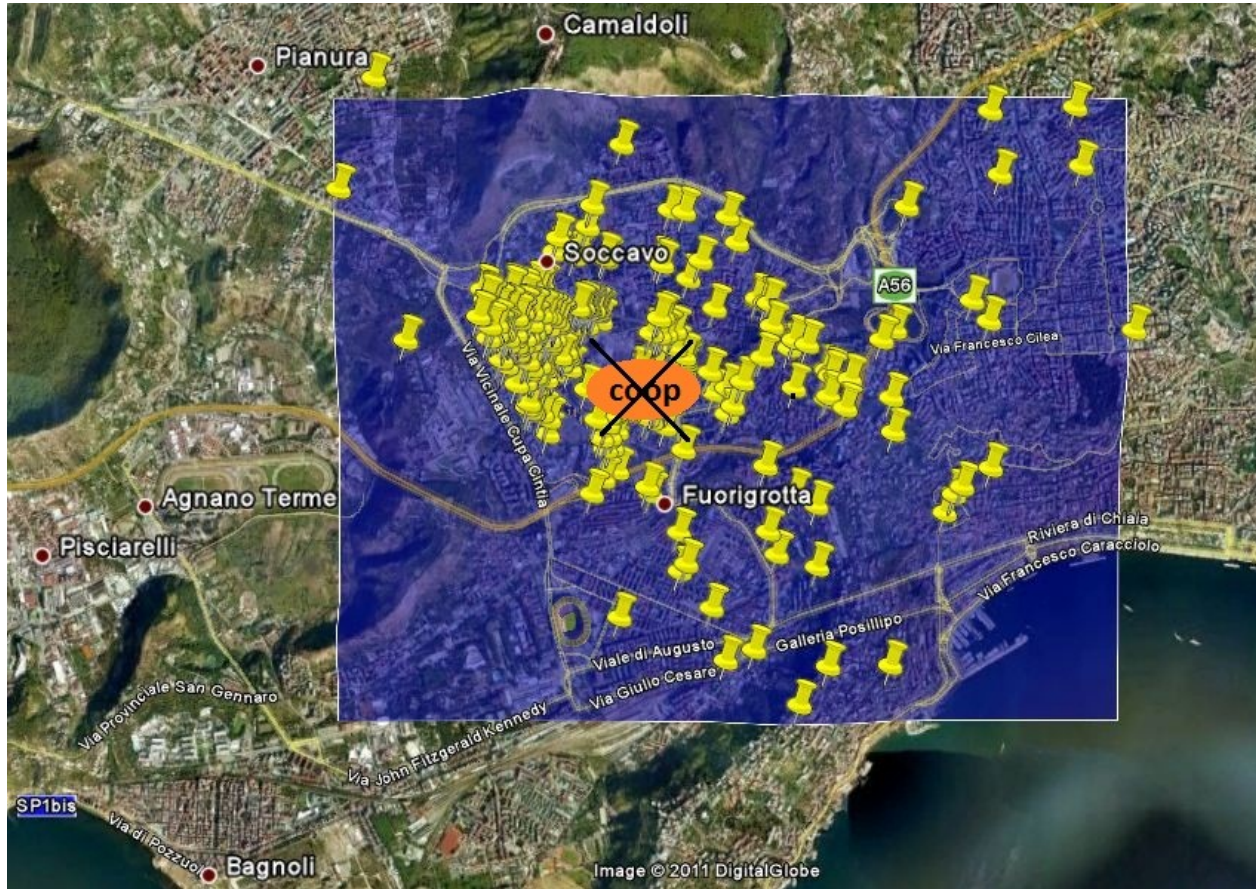 Camaldoli
Pianura
Soccavo
A56
Via Francesco Cilea
Via Vicinale Cupa Cintia
coop
Agnano Terme
Fuorigrotta
Pisciarelli
Riviera di Chiaia
Via Francesco Caracciolo
Galleria Posillipo
Viale di Augusto
Via Giulio Cesare
Via Provinciale San Gennaro
Via John Fitzgerald Kennedy
SP1bis
Via di Pozzuoli
Bagnoli
Image © 2011 DigitalGlobe